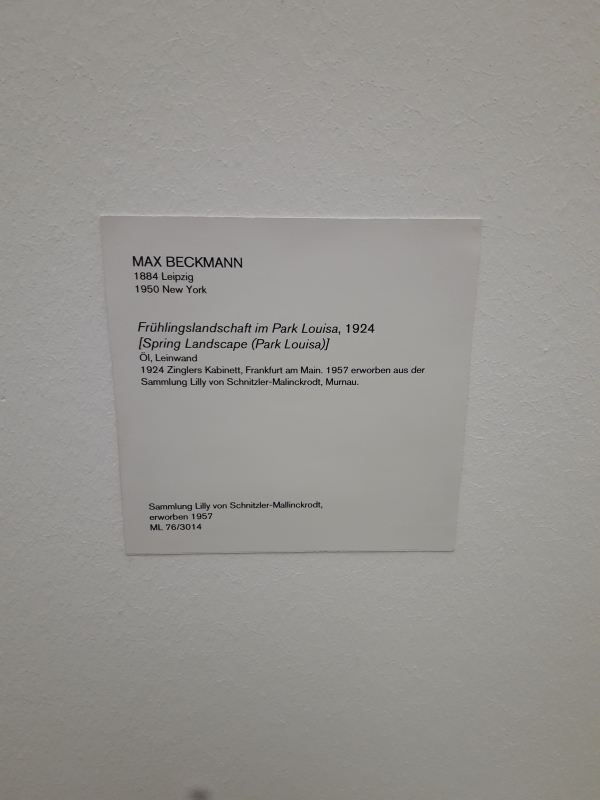 MAX BECKMANN
1884 Leipzig
1950 New York
Frühlingslandschaft im Park Louisa, 1924
[Spring Landscape (Park Louisa)]
Öl, Leinwand
1924 Zinglers Kabinett, Frankfurt am Main. 1957 erworben aus der
Sammlung Lilly von Schnitzler-Malinckrodt, Murnau.
Sammlung Lilly von Schnitzler-Mallinckrodt,
erworben 1957
ML 76/3014